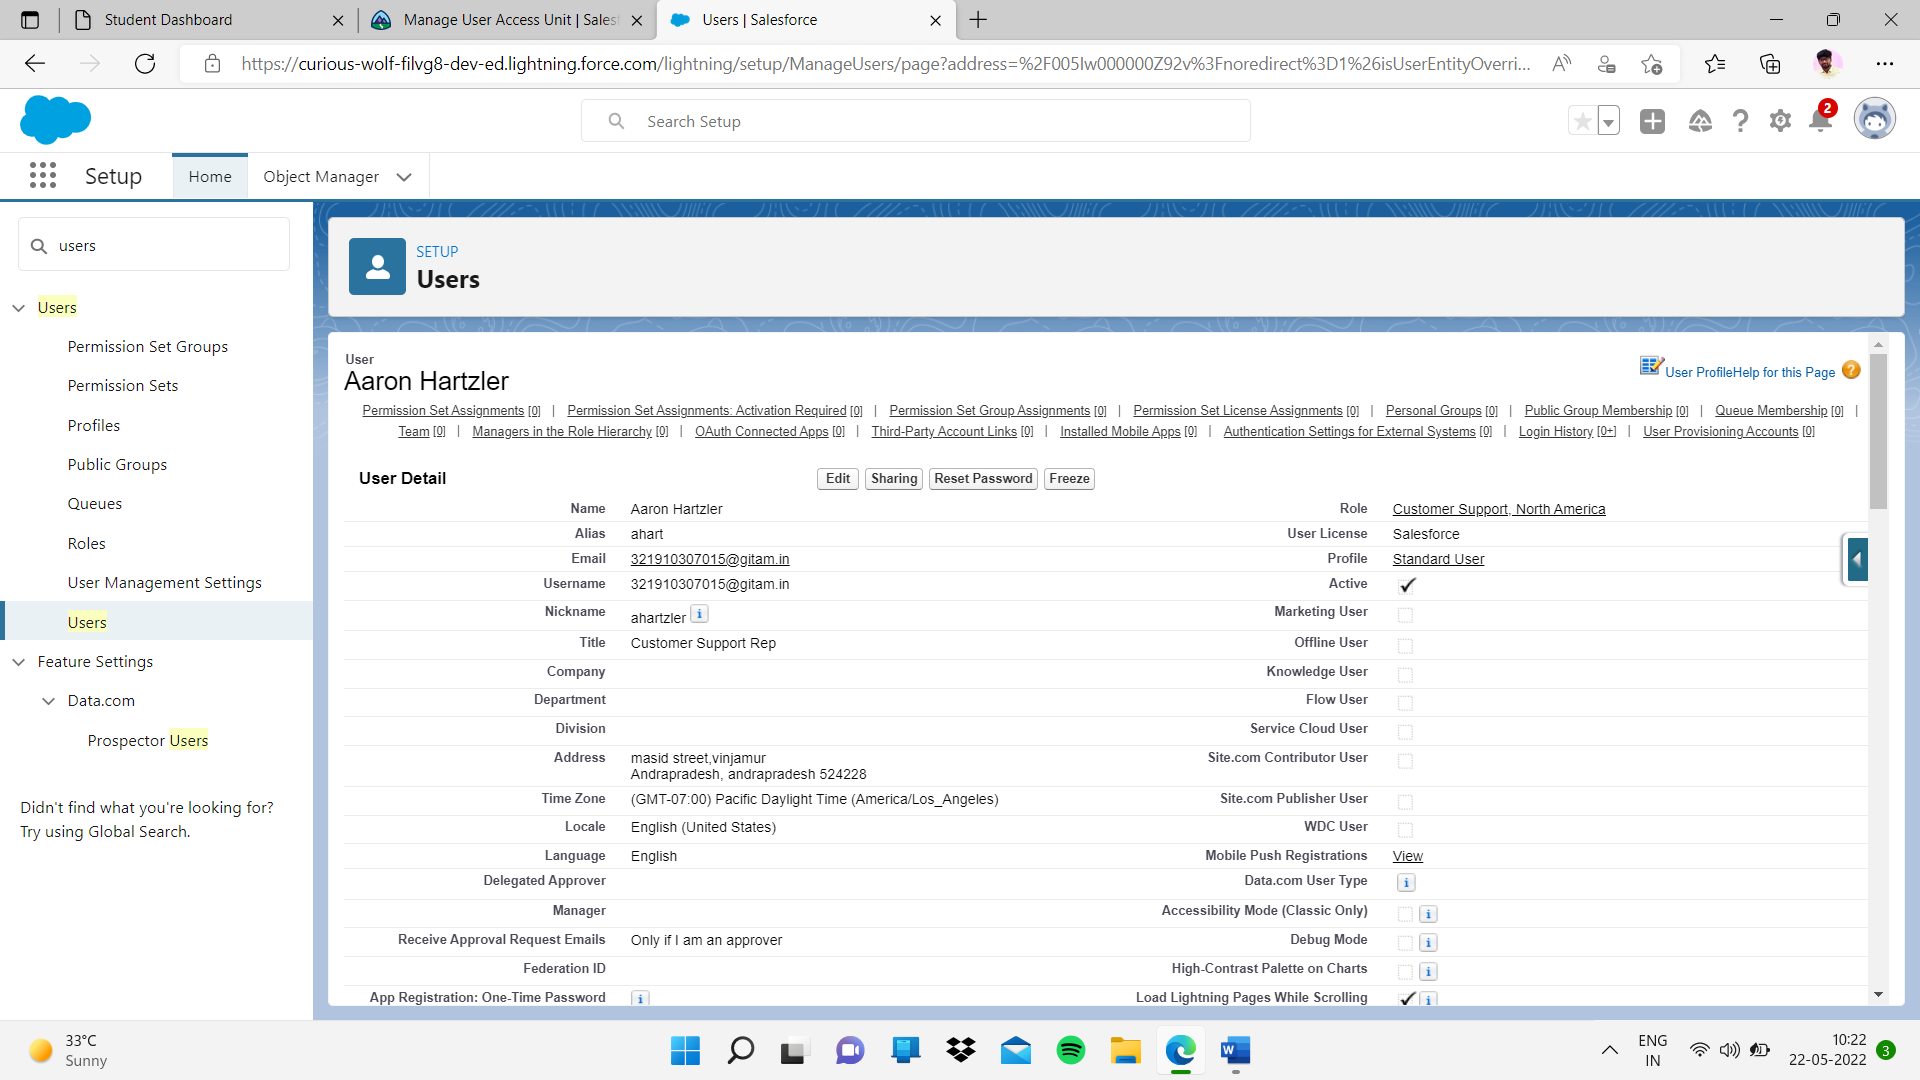 Student Dashboard
Manage User Access Unit | Sales
Users | Salesforce
https://curious-wolf-filvg8-dev-ed.lightning.force.com/lightning/setup/ManageUsers/page?address=%2F005Iw000000Z92v%3Fnoredirect%3D1%26isUserEntityOverri...
Search Setup
2
Setup
Home
Object Manager
users
SETUP
Users
Users
Permission Set Groups
Permission Sets
Profiles
Public Groups
Queues
Roles
User Management Settings
Users
Feature Settings
Data.com
Prospector Users
Didn't find what you're looking for?
Try using Global Search.
User
Aaron Hartzler
User Profile Help for this Page
Permission Set Assignments [0] | Permission Set Assignments: Activation Required [0] | Permission Set Group Assignments [0] | Permission Set License Assignments [0] | Personal Groups [0] | Public Group Membership [0] | Queue Membership [0] |
Team [0] | Managers in the Role Hierarchy [0] | OAuth Connected Apps [0] | Third-Party Account Links [0] | Installed Mobile Apps [0] | Authentication Settings for External Systems [0] | Login History [0+] | User Provisioning Accounts [0]
User Detail
Edit Sharing Reset Password Freeze
Name Aaron Hartzler Role Customer Support, North America
Alias ahart User License Salesforce
Email 321910307015@gitam.in Profile Standard User
Username 321910307015@gitam.in Active
Nickname ahartzler i Marketing User
Title Customer Support Rep Offline User
Company Knowledge User
Department Flow User
Division Service Cloud User
Address masid street,vinjamur Site.com Contributor User
Andrapradesh, andrapradesh 524228
Time Zone (GMT-07:00) Pacific Daylight Time (America/Los_Angeles) Site.com Publisher User
Locale English (United States) WDC User
Language English Mobile Push Registrations View
Delegated Approver Data.com User Type i
Manager Accessibility Mode (Classic Only) i
Receive Approval Request Emails Only if I am an approver Debug Mode i
Federation ID High-Contrast Palette on Charts i
App Registration: One-Time Password i Load Lightning Pages While Scrolling i
33°C
Sunny
ENG
IN
10:22
22-05-2022
3